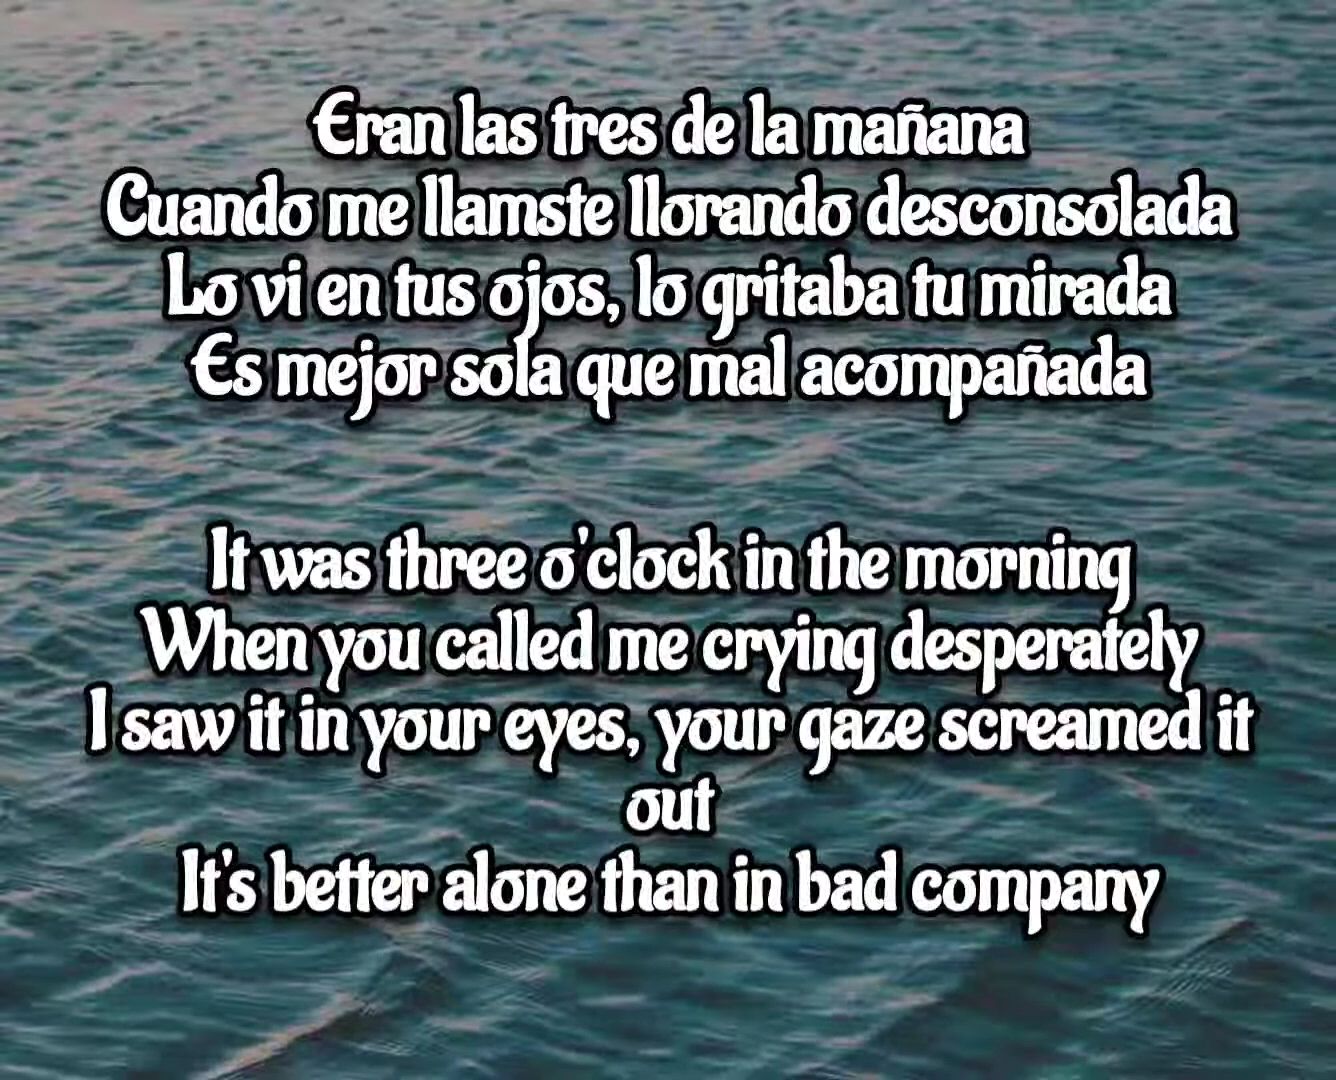 Eran las tres de la mañana
Cuando me llamste llorando desconsolada
Lo vi en tus ojos, lo gritaba tu mirada
Es mejor sola que mal acompañada
It was three o'clock in the morning
When you called me crying desperately
I saw it in your eyes, your gaze screamed it
out
It's better alone than in bad company